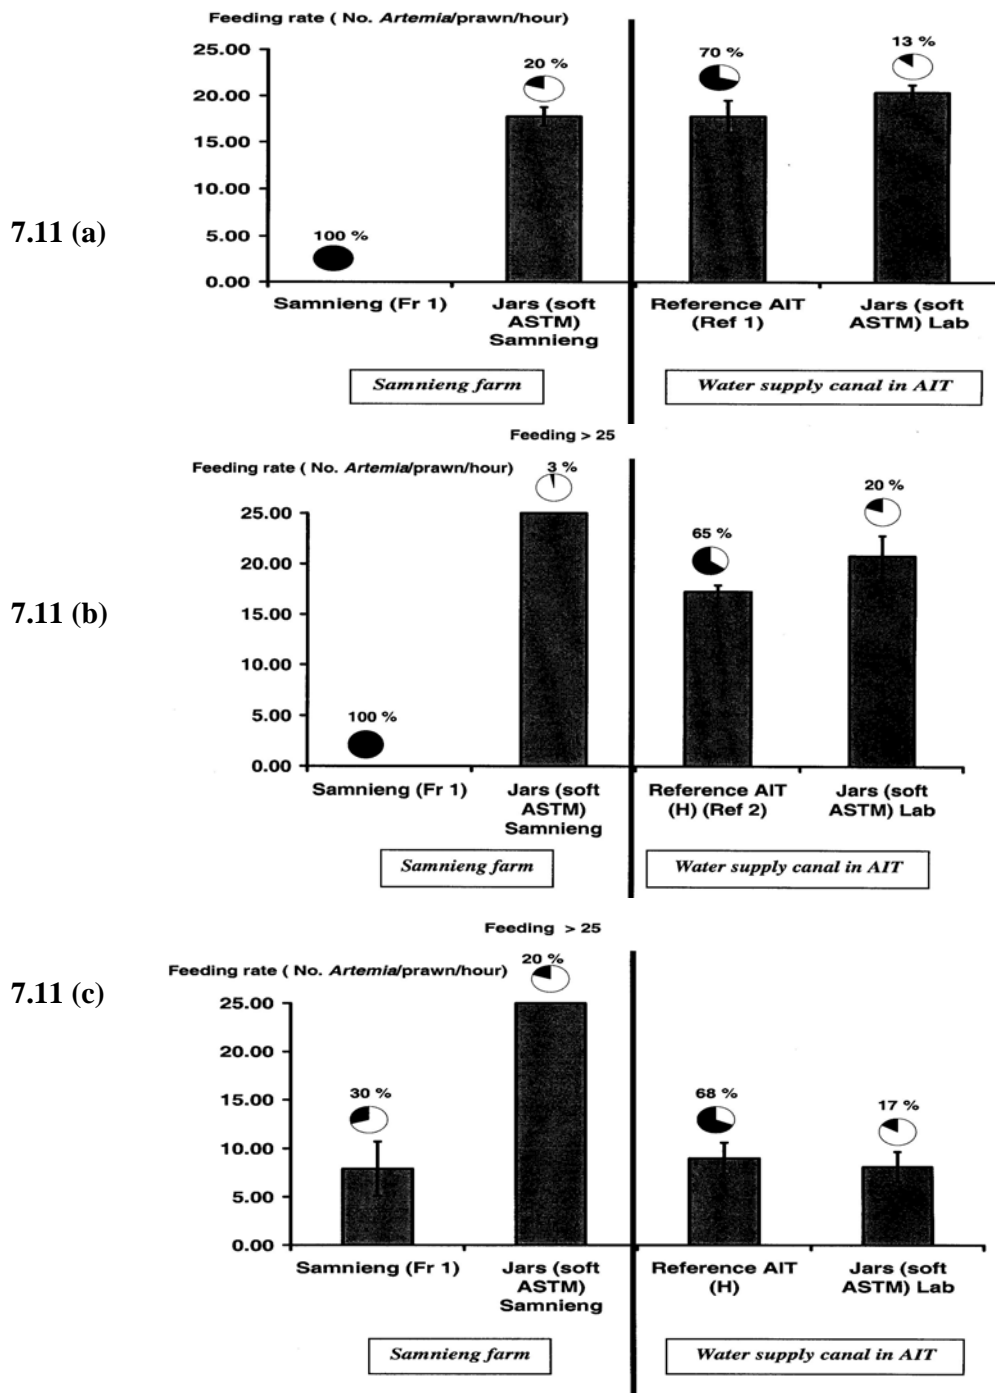 7.11 (a)
Feeding rate ( No. Artemia/prawn/hour)
25.00
20.00
15.00
10.00
5.00
0.00
100 %
20 %
70 %
13 %
Samnieng (Fr 1)
Jars (soft
ASTM)
Samnieng
Reference AIT
(Ref 1)
Jars (soft
ASTM) Lab
Samnieng farm
Water supply canal in AIT
7.11 (b)
Feeding > 25
Feeding rate ( No. Artemia/prawn/hour)
25.00
20.00
15.00
10.00
5.00
0.00
100 %
3 %
65 %
20 %
Samnieng (Fr 1)
Jars (soft
ASTM)
Samnieng
Reference AIT
(H) (Ref 2)
Jars (soft
ASTM) Lab
Samnieng farm
Water supply canal in AIT
7.11 (c)
Feeding > 25
Feeding rate ( No. Artemia/prawn/hour)
25.00
20.00
15.00
10.00
5.00
0.00
30 %
20 %
68 %
17 %
Samnieng (Fr 1)
Jars (soft
ASTM)
Samnieng
Reference AIT
(H)
Jars (soft
ASTM) Lab
Samnieng farm
Water supply canal in AIT